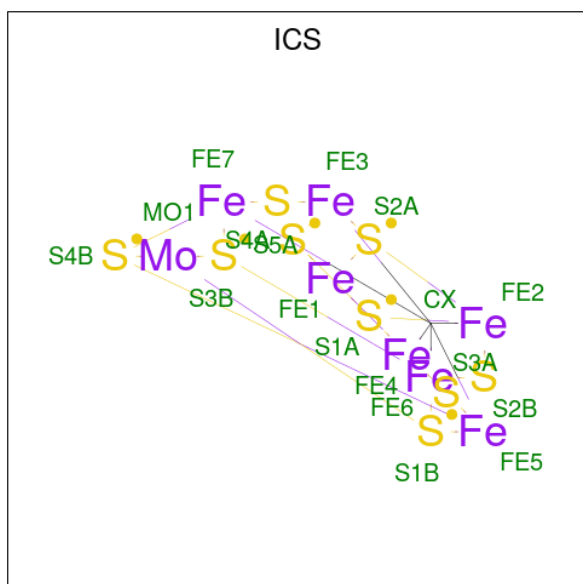 ICS
FE7
FE3
Fe S Fe
S2A
MO1
S4A
S5A
S
S
S4B
S
Mo
S
Fe
S3B
FE1
CX
FE2
S
Fe
S1A
Fe
S3A
FE4
Fe
S
S
FE6
S2B
S
Fe
S1B
FE5